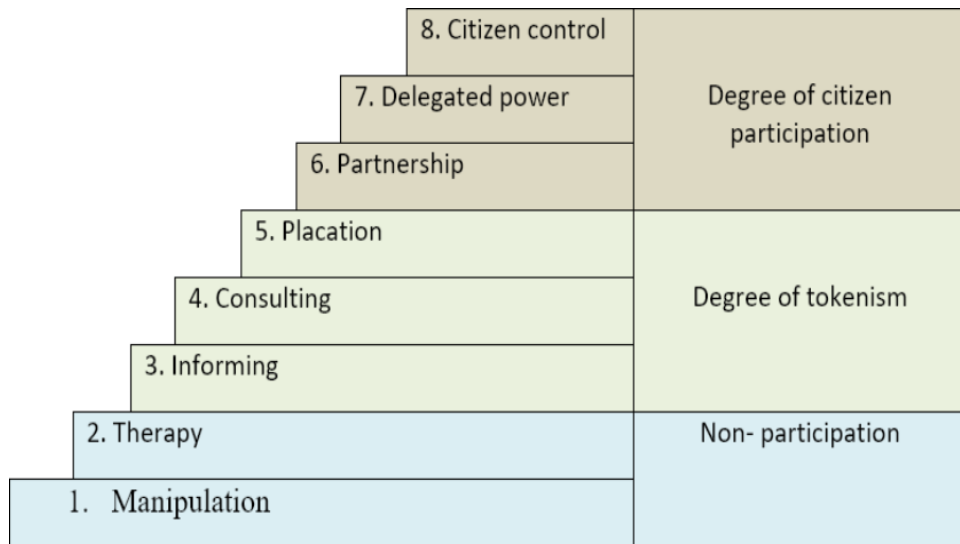 8. Citizen control
7. Delegated power
Degree of citizen
participation
6. Partnership
5. Placation
4. Consulting
Degree of tokenism
3. Informing
2. Therapy
Non- participation
1. Manipulation